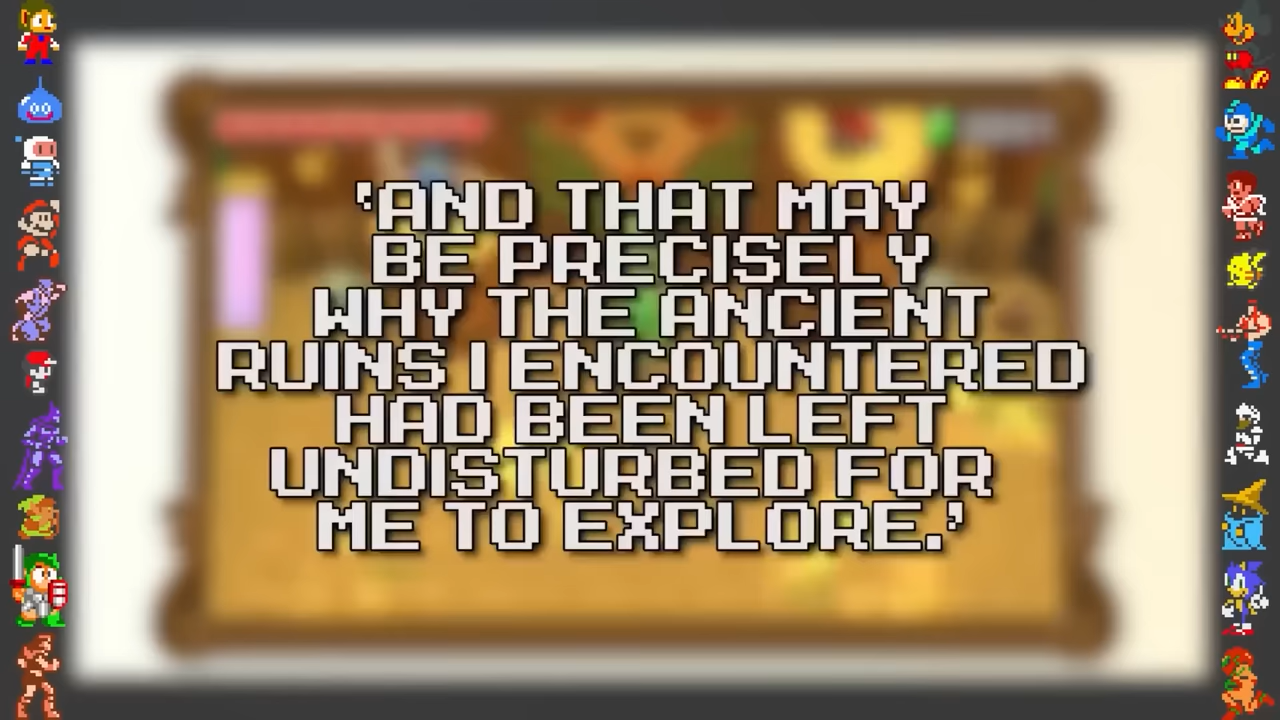 'AND THAT MAY
BE PRECISELY
WHY THE ANCIENT
RUINS I ENCOUNTERED
HAD BEEN LEFT
UNDISTURBED FOR
ME TO EXPLORE.'